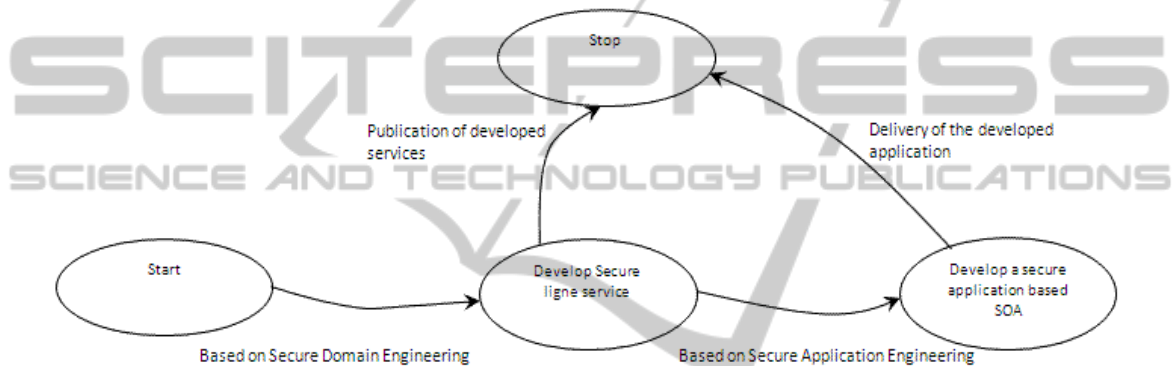 SCITEPRESS
SCIENCE AND TECHNOLOGY PUBLICATIONS
Stop
Publication of developed
services
Delivery of the developed
application
Start
Develop Secure
ligne service
Develop a secure
application based
SOA
Based on Secure Domain Engineering
Based on Secure Application Engineering